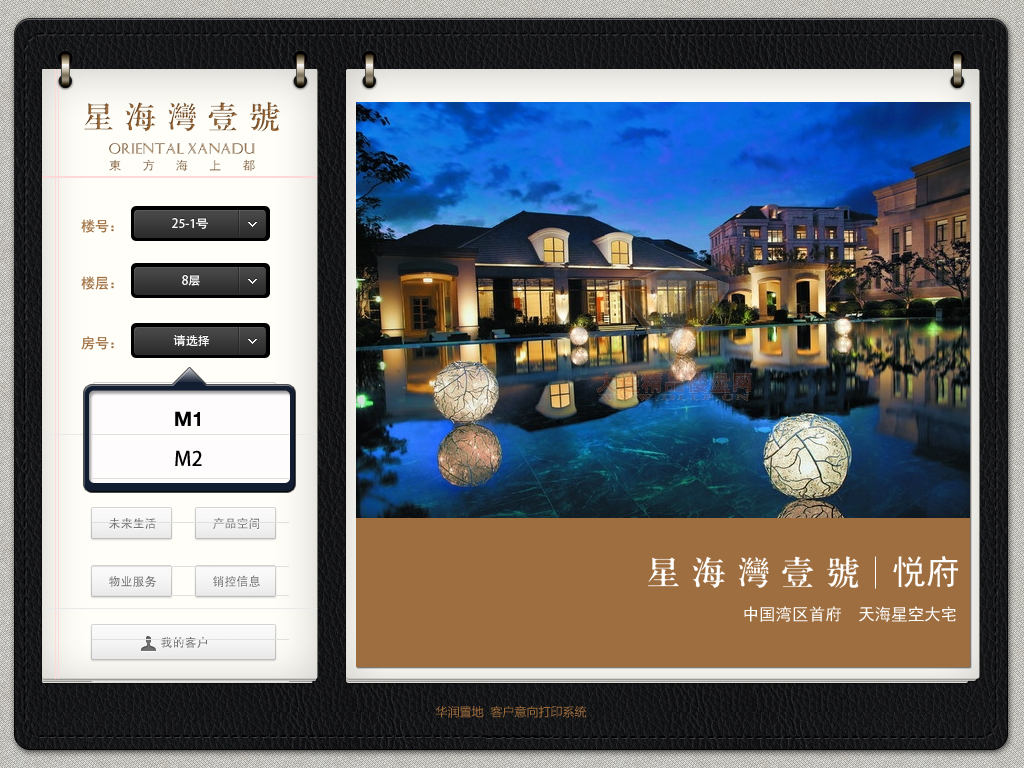 星海灣壹號
ORIENTAL XANADU
東方海上都
楼号：
25-1号
楼层：
8层
房号：
请选择
M1
M2
未来生活
产品空间
物业服务
销控信息
我的客户
星海灣壹號｜悦府
中国湾区首府 天海星空大宅
华润置地 客户意向打印系统